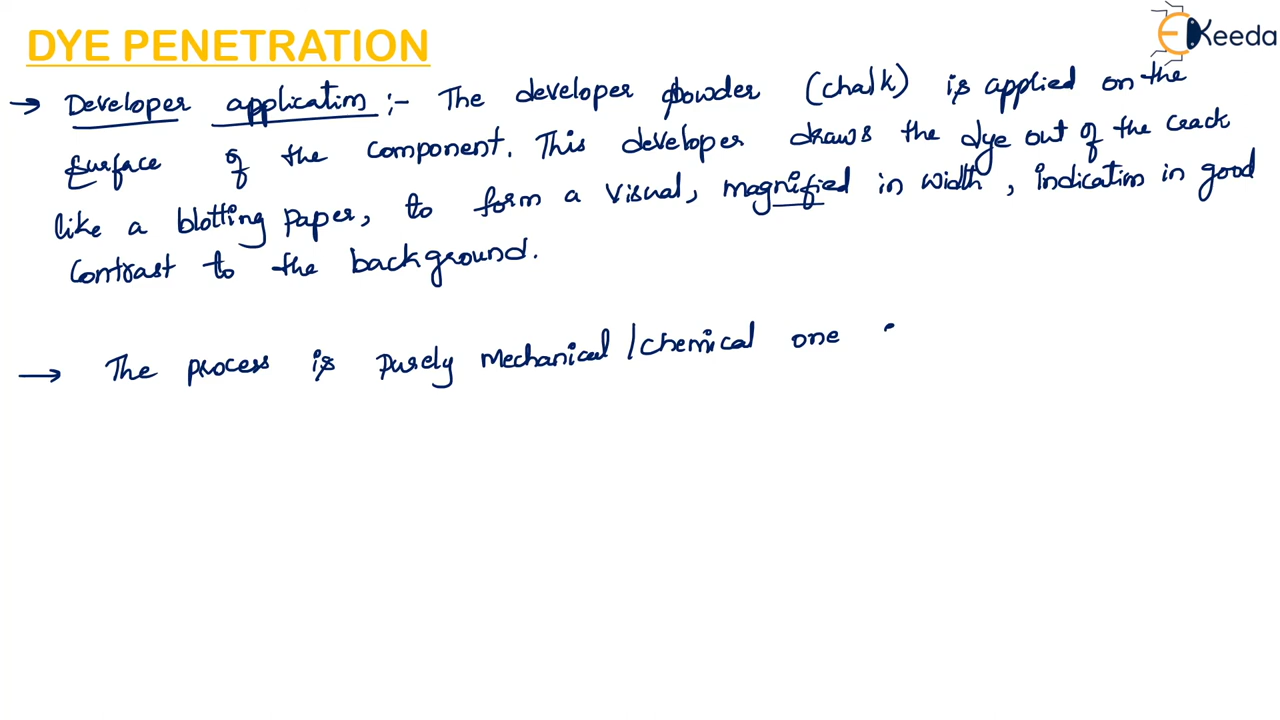 DYE PENETRATION
EKeeda
→ Developer application :- The developer powder (chalk) is applied on the
surface of the component. This developer draws the dye out of the crack
like a blotting paper, to form a visual, magnified in width, indication in good
contrast to the background.
→ The process is purely mechanical/chemical one